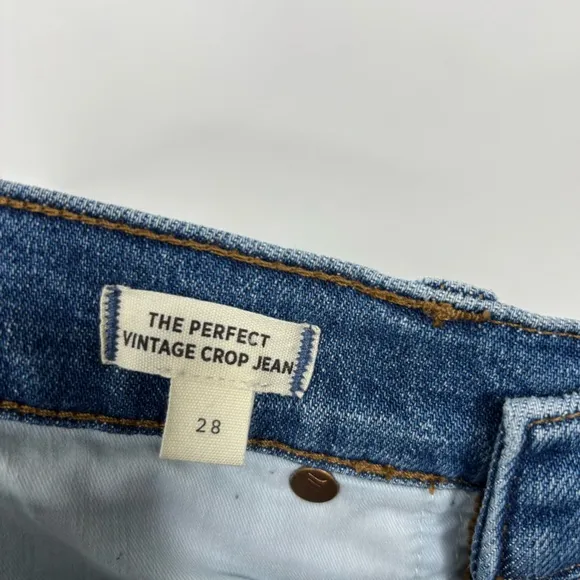 THE PERFECT
VINTAGE CROP JEAN
28